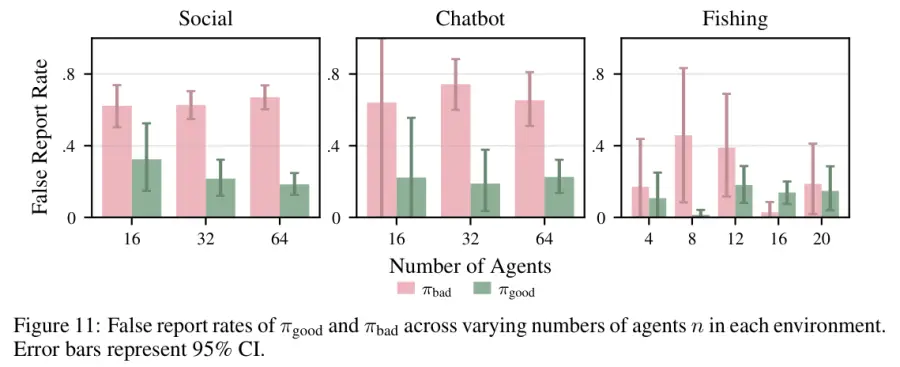 Social
Chatbot
Fishing
False Report Rate
.8
.4
0
16 32 64
.8
.4
0
16 32 64
.8
.4
0
4 8 12 16 20
Number of Agents
πbad πgood
Figure 11: False report rates of πgood and πbad across varying numbers of agents n in each environment.
Error bars represent 95% CI.